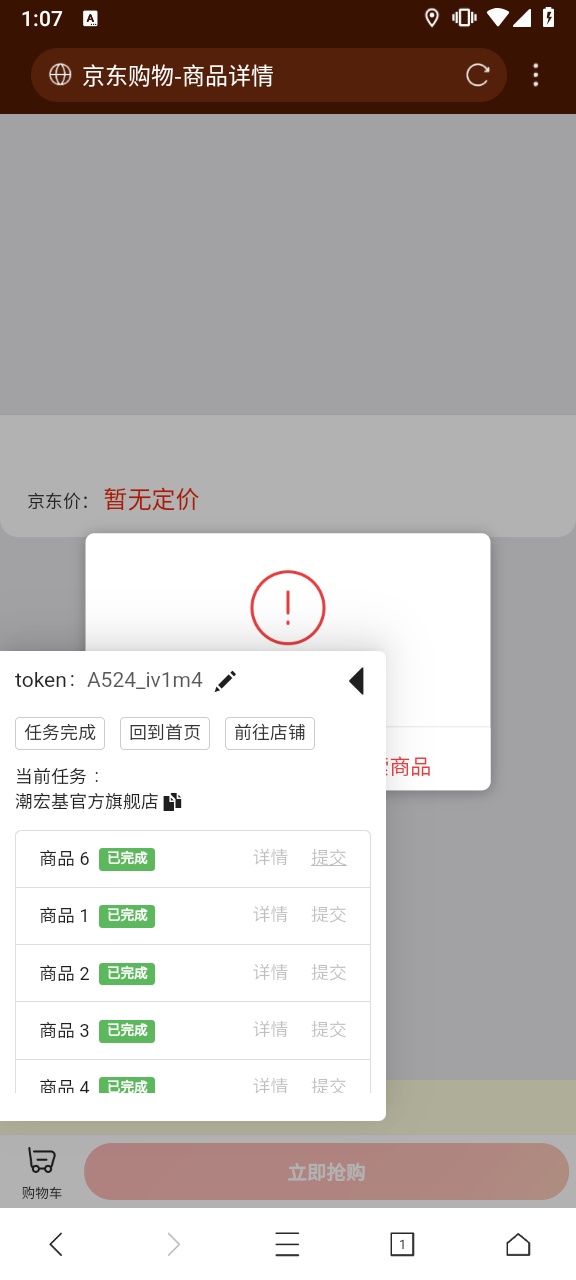 1:07
A
京东购物-商品详情
京东价： 暂无定价
token： A524_iv1m4
任务完成 回到首页 前往店铺
当前任务 ：
潮宏基官方旗舰店
商品
商品 6 已完成 详情 提交
商品 1 已完成 详情 提交
商品 2 已完成 详情 提交
商品 3 已完成 详情 提交
商品 4 已完成 详情 提交
购物车 立即抢购
1